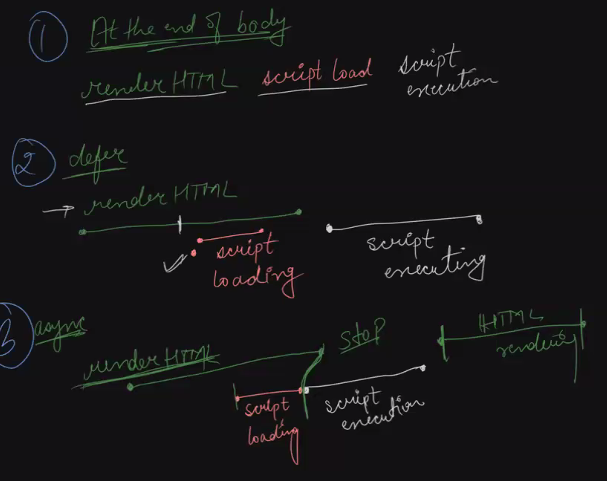 1 At the end of body
render HTML script load script execution
2 defer
render HTML
script loading
script executing
3 async
render HTML
STOP
HTML rendering
script loading
script execution